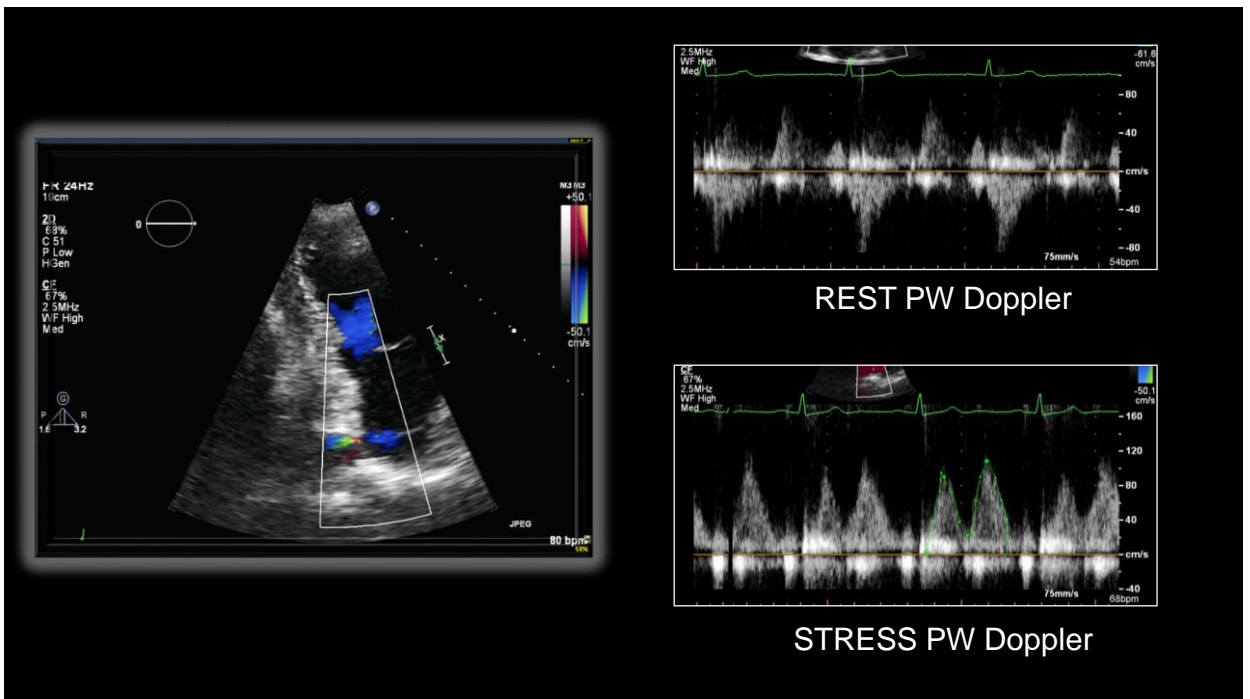 FR 24Hz
19cm
2D
68%
C 51
P Low
HGen
CF
67%
2.5MHz
WF High
Med
0
P
G
P R
1.6 3.2
M3 M3
+50.1
-50.1
cm/s
X
JPEG
80 bpm
2.5MHz
WF High
Med
-61.6
cm/s
80
40
cm/s
-40
-80
75mm/s
54bpm
REST PW Doppler
CF
67%
2.5MHz
WF High
Med
-50.1
cm/s
160
120
80
40
cm/s
-40
75mm/s
68bpm
STRESS PW Doppler